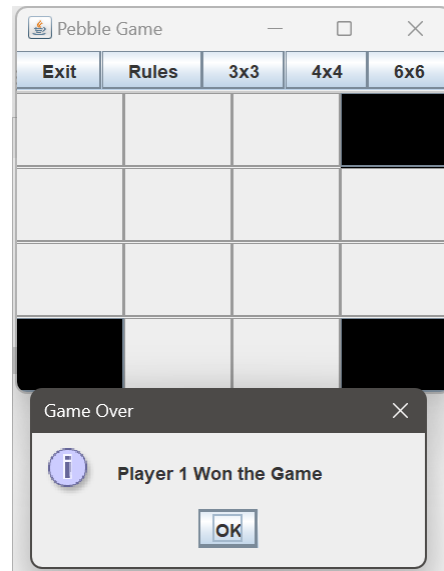 Pebble Game
Exit Rules 3x3 4x4 6x6
Game Over
Player 1 Won the Game
OK